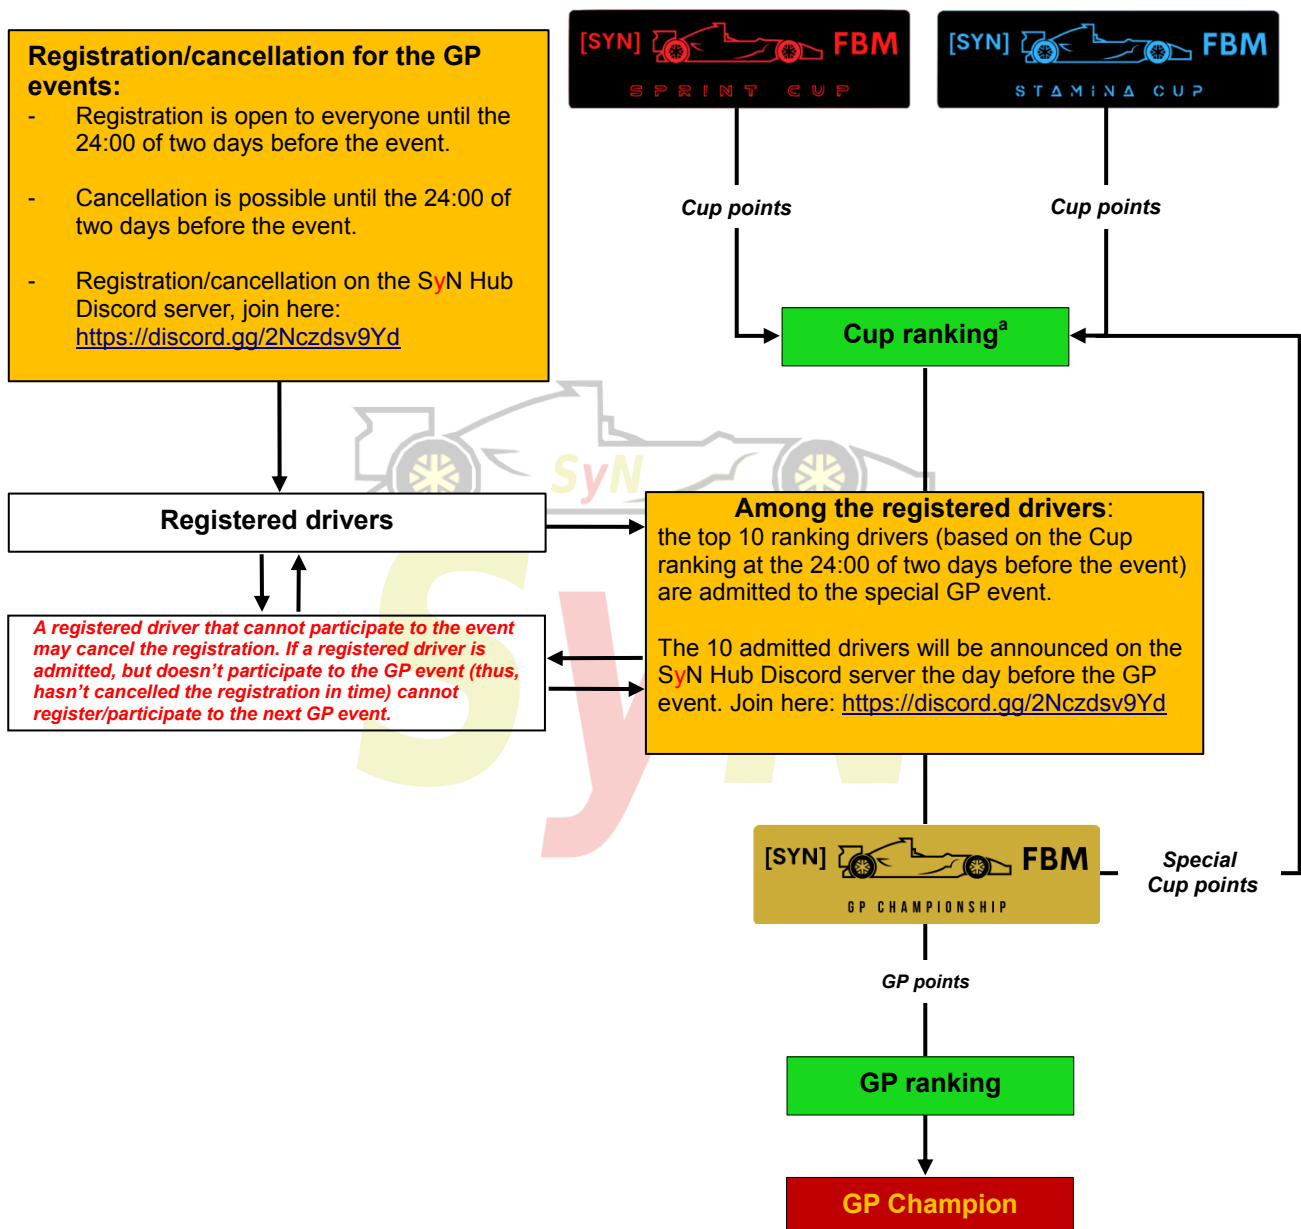 Registration/cancellation for the GP
events:
- Registration is open to everyone until the
24:00 of two days before the event.
- Cancellation is possible until the 24:00 of
two days before the event.
- Registration/cancellation on the SyN Hub
Discord server, join here:
https://discord.gg/2Nczdsv9Yd
[SYN] FBM
SPRINT CUP
[SYN] FBM
STAMINA CUP
Cup points
Cup points
Cup rankingᵃ
SyN
SyN
Registered drivers
A registered driver that cannot participate to the event
may cancel the registration. If a registered driver is
admitted, but doesn't participate to the GP event (thus,
hasn't cancelled the registration in time) cannot
register/participate to the next GP event.
Among the registered drivers:
the top 10 ranking drivers (based on the Cup
ranking at the 24:00 of two days before the event)
are admitted to the special GP event.
The 10 admitted drivers will be announced on the
SyN Hub Discord server the day before the GP
event. Join here: https://discord.gg/2Nczdsv9Yd
[SYN] FBM
GP CHAMPIONSHIP
Special
Cup points
GP points
GP ranking
GP Champion